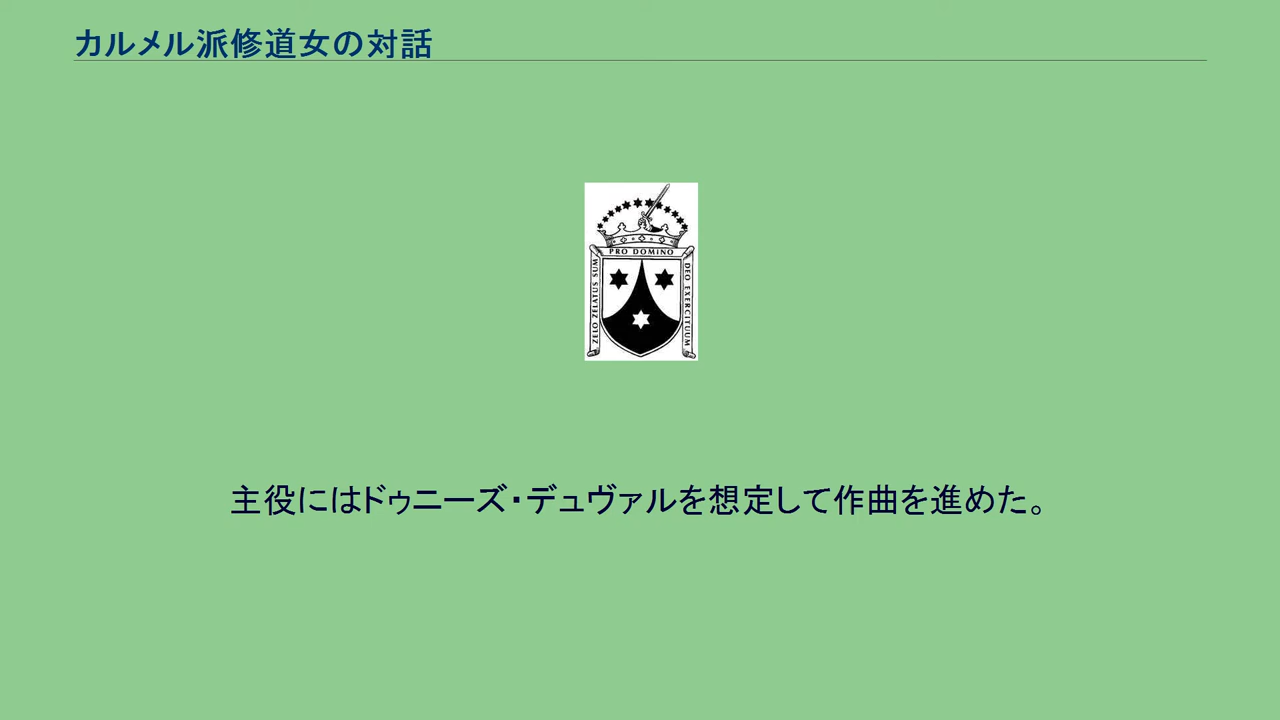 カルメル派修道女の対話
PRO DOMINO
ZELO ZELATUS SUM
DEO EXERCITUUM
主役にはドゥニーズ・デュヴァルを想定して作曲を進めた。